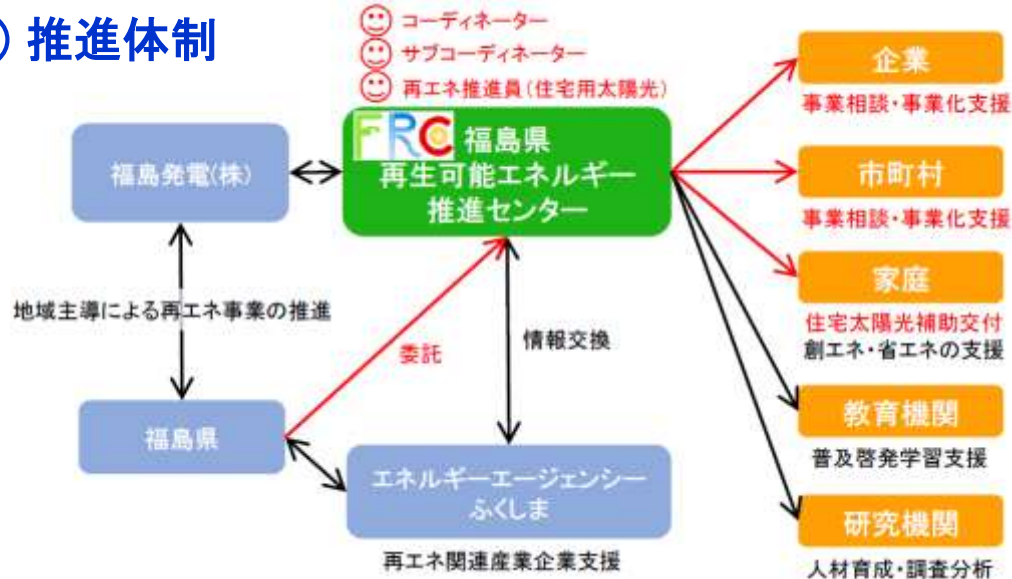 ) 推進体制
コーディネーター
サブコーディネーター
再エネ推進員(住宅用太陽光)
FRC 福島県
再生可能エネルギー
推進センター
福島発電(株)
地域主導による再エネ事業の推進
委託
情報交換
福島県
エネルギーエージェンシー
ふくしま
再エネ関連産業企業支援
企業
事業相談・事業化支援
市町村
事業相談・事業化支援
家庭
住宅太陽光補助交付
創エネ・省エネの支援
教育機関
普及啓発学習支援
研究機関
人材育成・調査分析